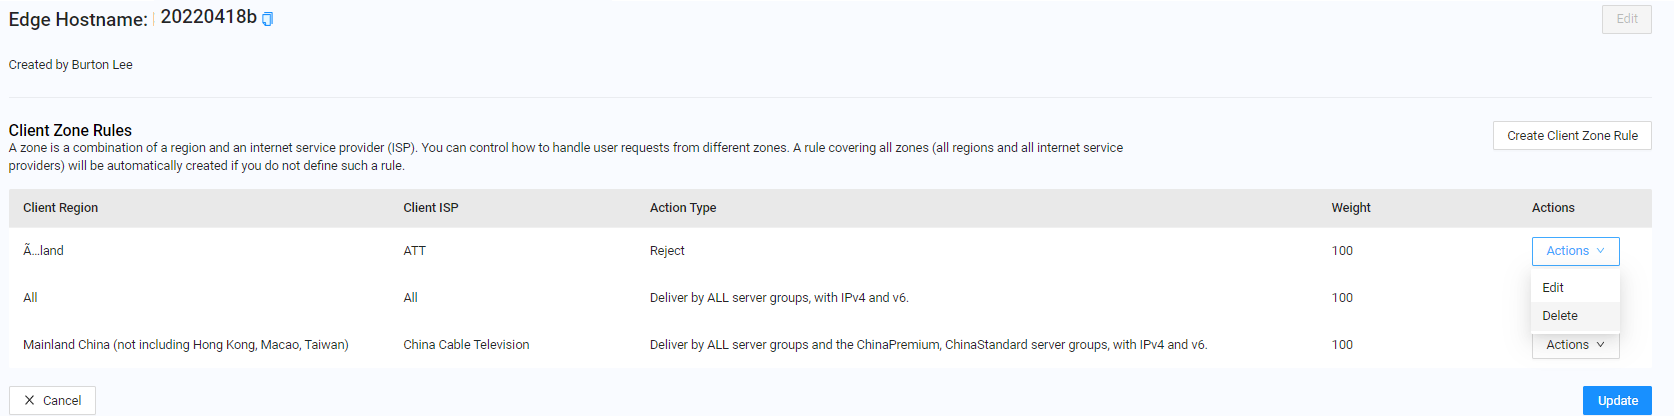 Edge Hostname: 20220418b
Edit
Created by Burton Lee
Client Zone Rules
A zone is a combination of a region and an internet service provider (ISP). You can control how to handle user requests from different zones. A rule covering all zones (all regions and all internet service
providers) will be automatically created if you do not define such a rule.
Create Client Zone Rule
Client Region Client ISP Action Type Weight Actions
Ã...land ATT Reject 100 Actions
All All Deliver by ALL server groups, with IPv4 and v6. 100
Edit
Delete
Mainland China (not including Hong Kong, Macao, Taiwan) China Cable Television Deliver by ALL server groups and the ChinaPremium, ChinaStandard server groups, with IPv4 and v6. 100 Actions
Cancel
Update